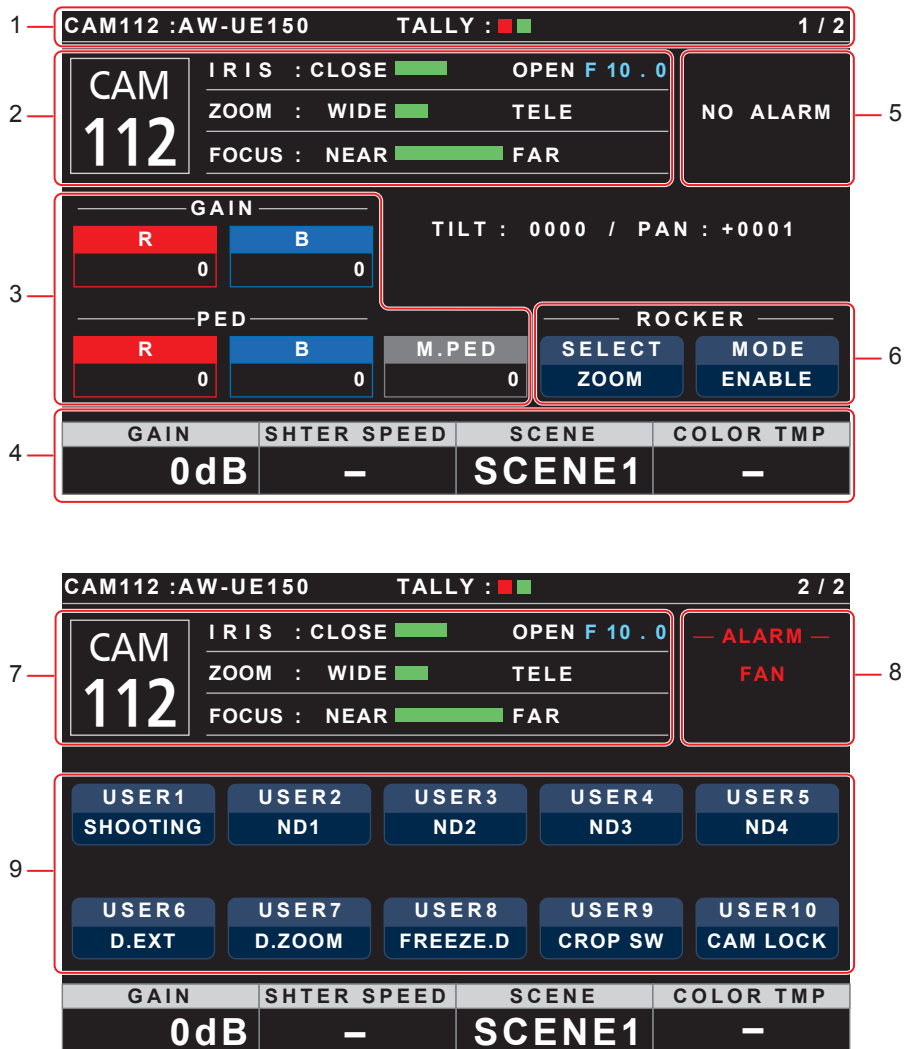 1
CAM112 :AW-UE150 TALLY : 1 / 2
2
CAM
112
IRIS : CLOSE OPEN F 10 . 0
ZOOM : WIDE TELE
FOCUS : NEAR FAR
NO ALARM
5
3
GAIN
R B
0 0
TILT : 0000 / PAN : +0001
PED
R B M.PED
0 0 0
ROCKER
SELECT MODE
ZOOM ENABLE
6
4
GAIN SHTER SPEED SCENE COLOR TMP
0dB – SCENE1 –
CAM112 :AW-UE150 TALLY : 2 / 2
7
CAM
112
IRIS : CLOSE OPEN F 10 . 0
ZOOM : WIDE TELE
FOCUS : NEAR FAR
— ALARM —
FAN
8
9
USER1 USER2 USER3 USER4 USER5
SHOOTING ND1 ND2 ND3 ND4
USER6 USER7 USER8 USER9 USER10
D.EXT D.ZOOM FREEZE.D CROP SW CAM LOCK
GAIN SHTER SPEED SCENE COLOR TMP
0dB – SCENE1 –